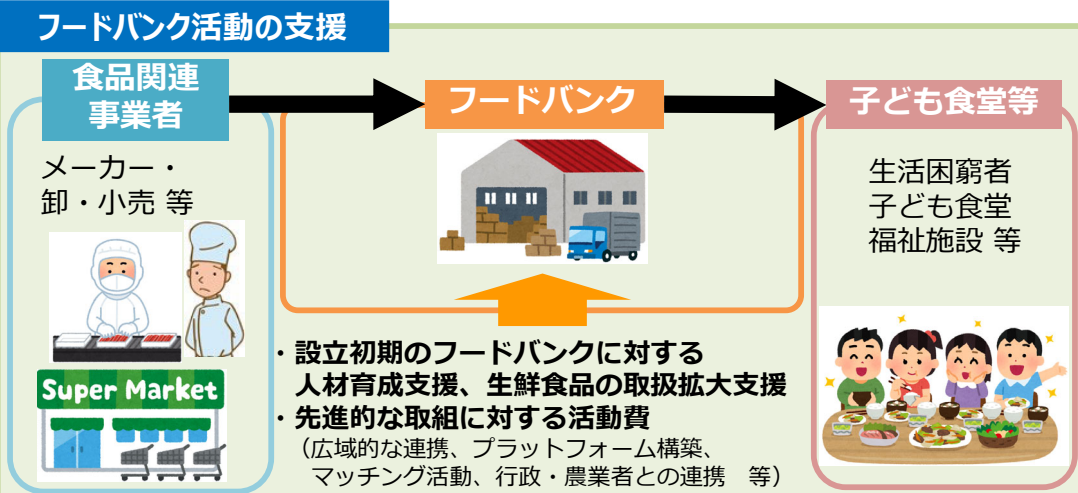 フードバンク活動の支援
食品関連
事業者
フードバンク
子ども食堂等
メーカー・
卸・小売 等
Super Market
・設立初期のフードバンクに対する
人材育成支援、生鮮食品の取扱拡大支援
・先進的な取組に対する活動費
（広域的な連携、プラットフォーム構築、
マッチング活動、行政・農業者との連携　等）
生活困窮者
子ども食堂
福祉施設 等